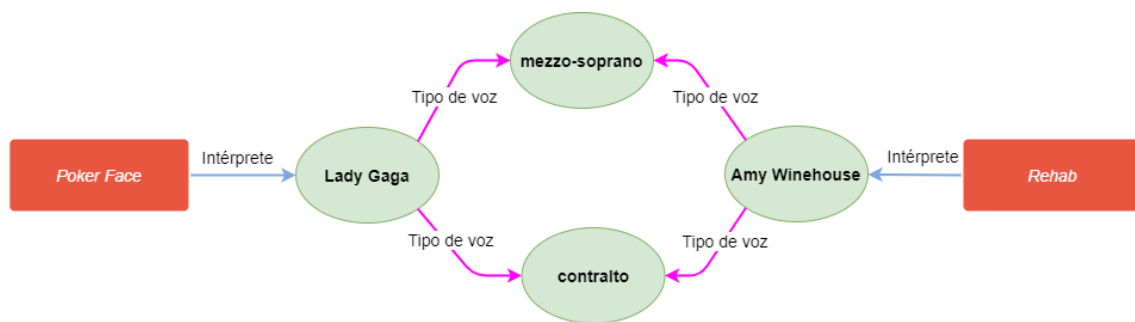 mezzo-soprano
Tipo de voz
Tipo de voz
Poker Face
Intérprete
Lady Gaga
Amy Winehouse
Intérprete
Rehab
Tipo de voz
Tipo de voz
contralto